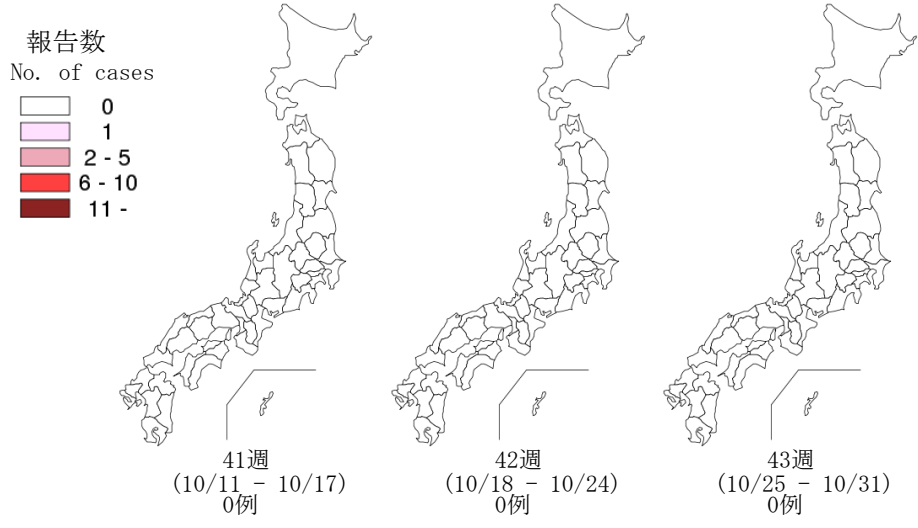 報告数
No. of cases
0
1
2 - 5
6 - 10
11 -
41週
(10/11 - 10/17)
0例
42週
(10/18 - 10/24)
0例
43週
(10/25 - 10/31)
0例